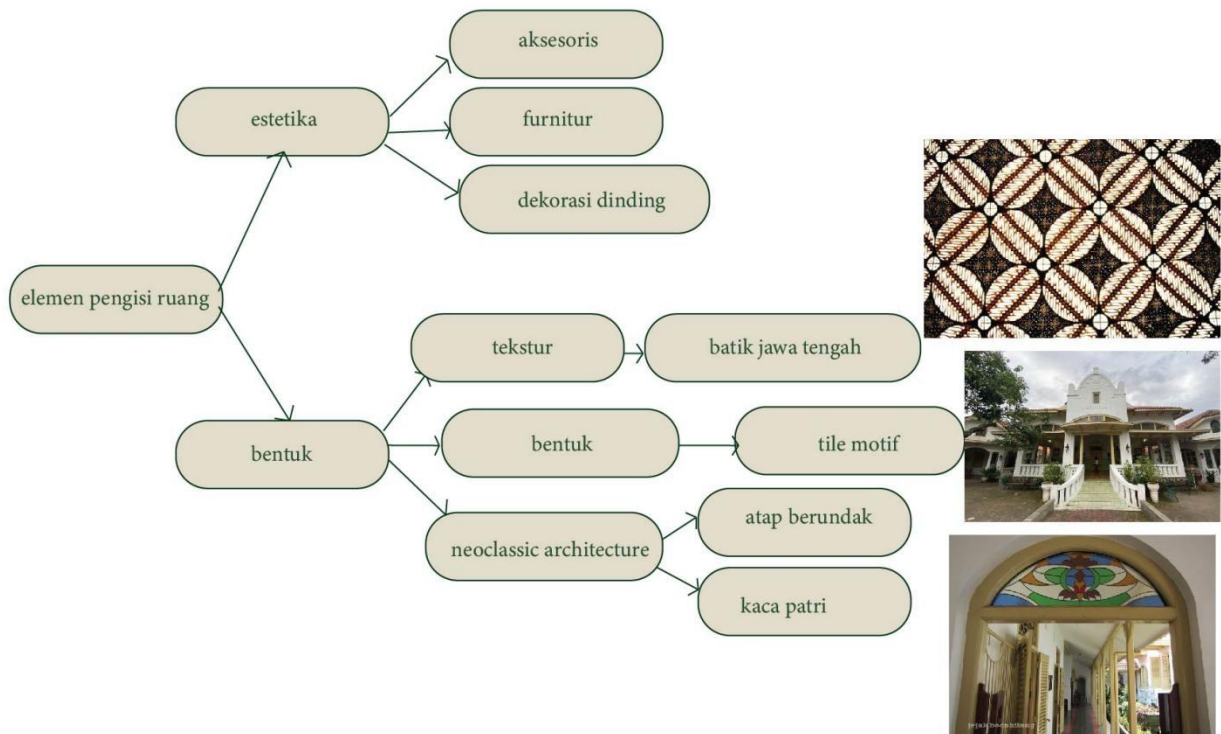 aksesoris
estetika
furnitur
dekorasi dinding
elemen pengisi ruang
tekstur
batik jawa tengah
bentuk
bentuk
tile motif
neoclassic architecture
atap berundak
kaca patri